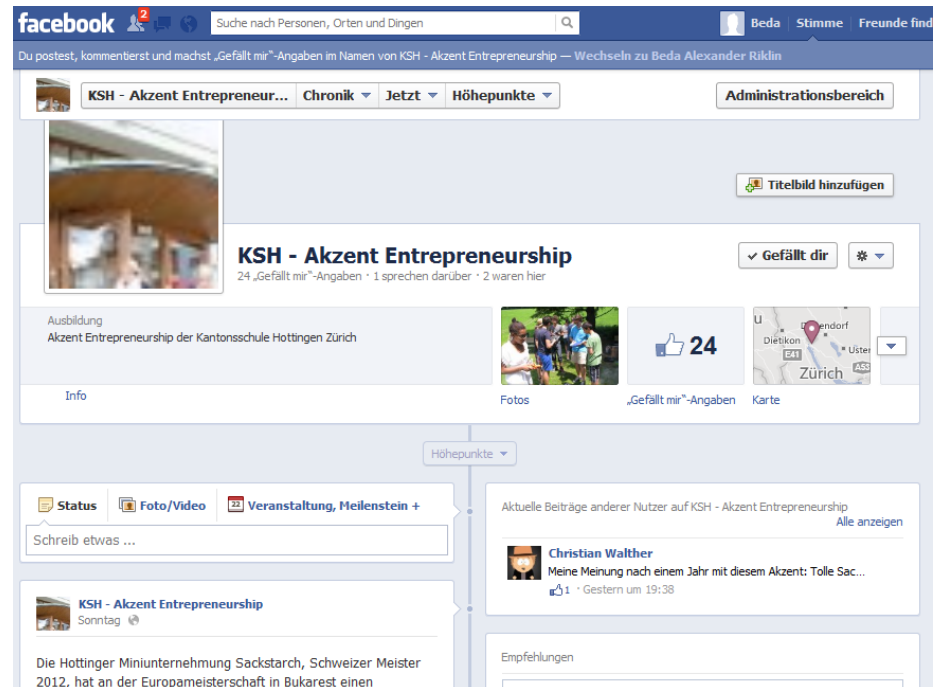 facebook 2 Suche nach Personen, Orten und Dingen Beda Stimme Freunde find
Du postest, kommentierst und machst „Gefällt mir"-Angaben im Namen von KSH - Akzent Entrepreneurship — Wechseln zu Beda Alexander Riklin
KSH - Akzent Entrepreneur... Chronik Jetzt Höhepunkte Administrationsbereich
Titelbild hinzufügen
KSH - Akzent Entrepreneurship Gefällt dir
24 „Gefällt mir"-Angaben · 1 sprechen darüber · 2 waren hier
Ausbildung
Akzent Entrepreneurship der Kantonsschule Hottingen Zürich
24
Dietikon
E41
Uster
Zürich
Info
Fotos „Gefällt mir"-Angaben Karte
Höhepunkte
Status Foto/Video 22 Veranstaltung, Meilenstein +
Schreib etwas ...
Aktuelle Beiträge anderer Nutzer auf KSH - Akzent Entrepreneurship
Alle anzeigen
Christian Walther
Meine Meinung nach einem Jahr mit diesem Akzent: Tolle Sac...
1 · Gestern um 19:38
KSH - Akzent Entrepreneurship
Sonntag
Die Hottinger Miniunternehmung Sackstarch, Schweizer Meister
2012, hat an der Europameisterschaft in Bukarest einen
Empfehlungen